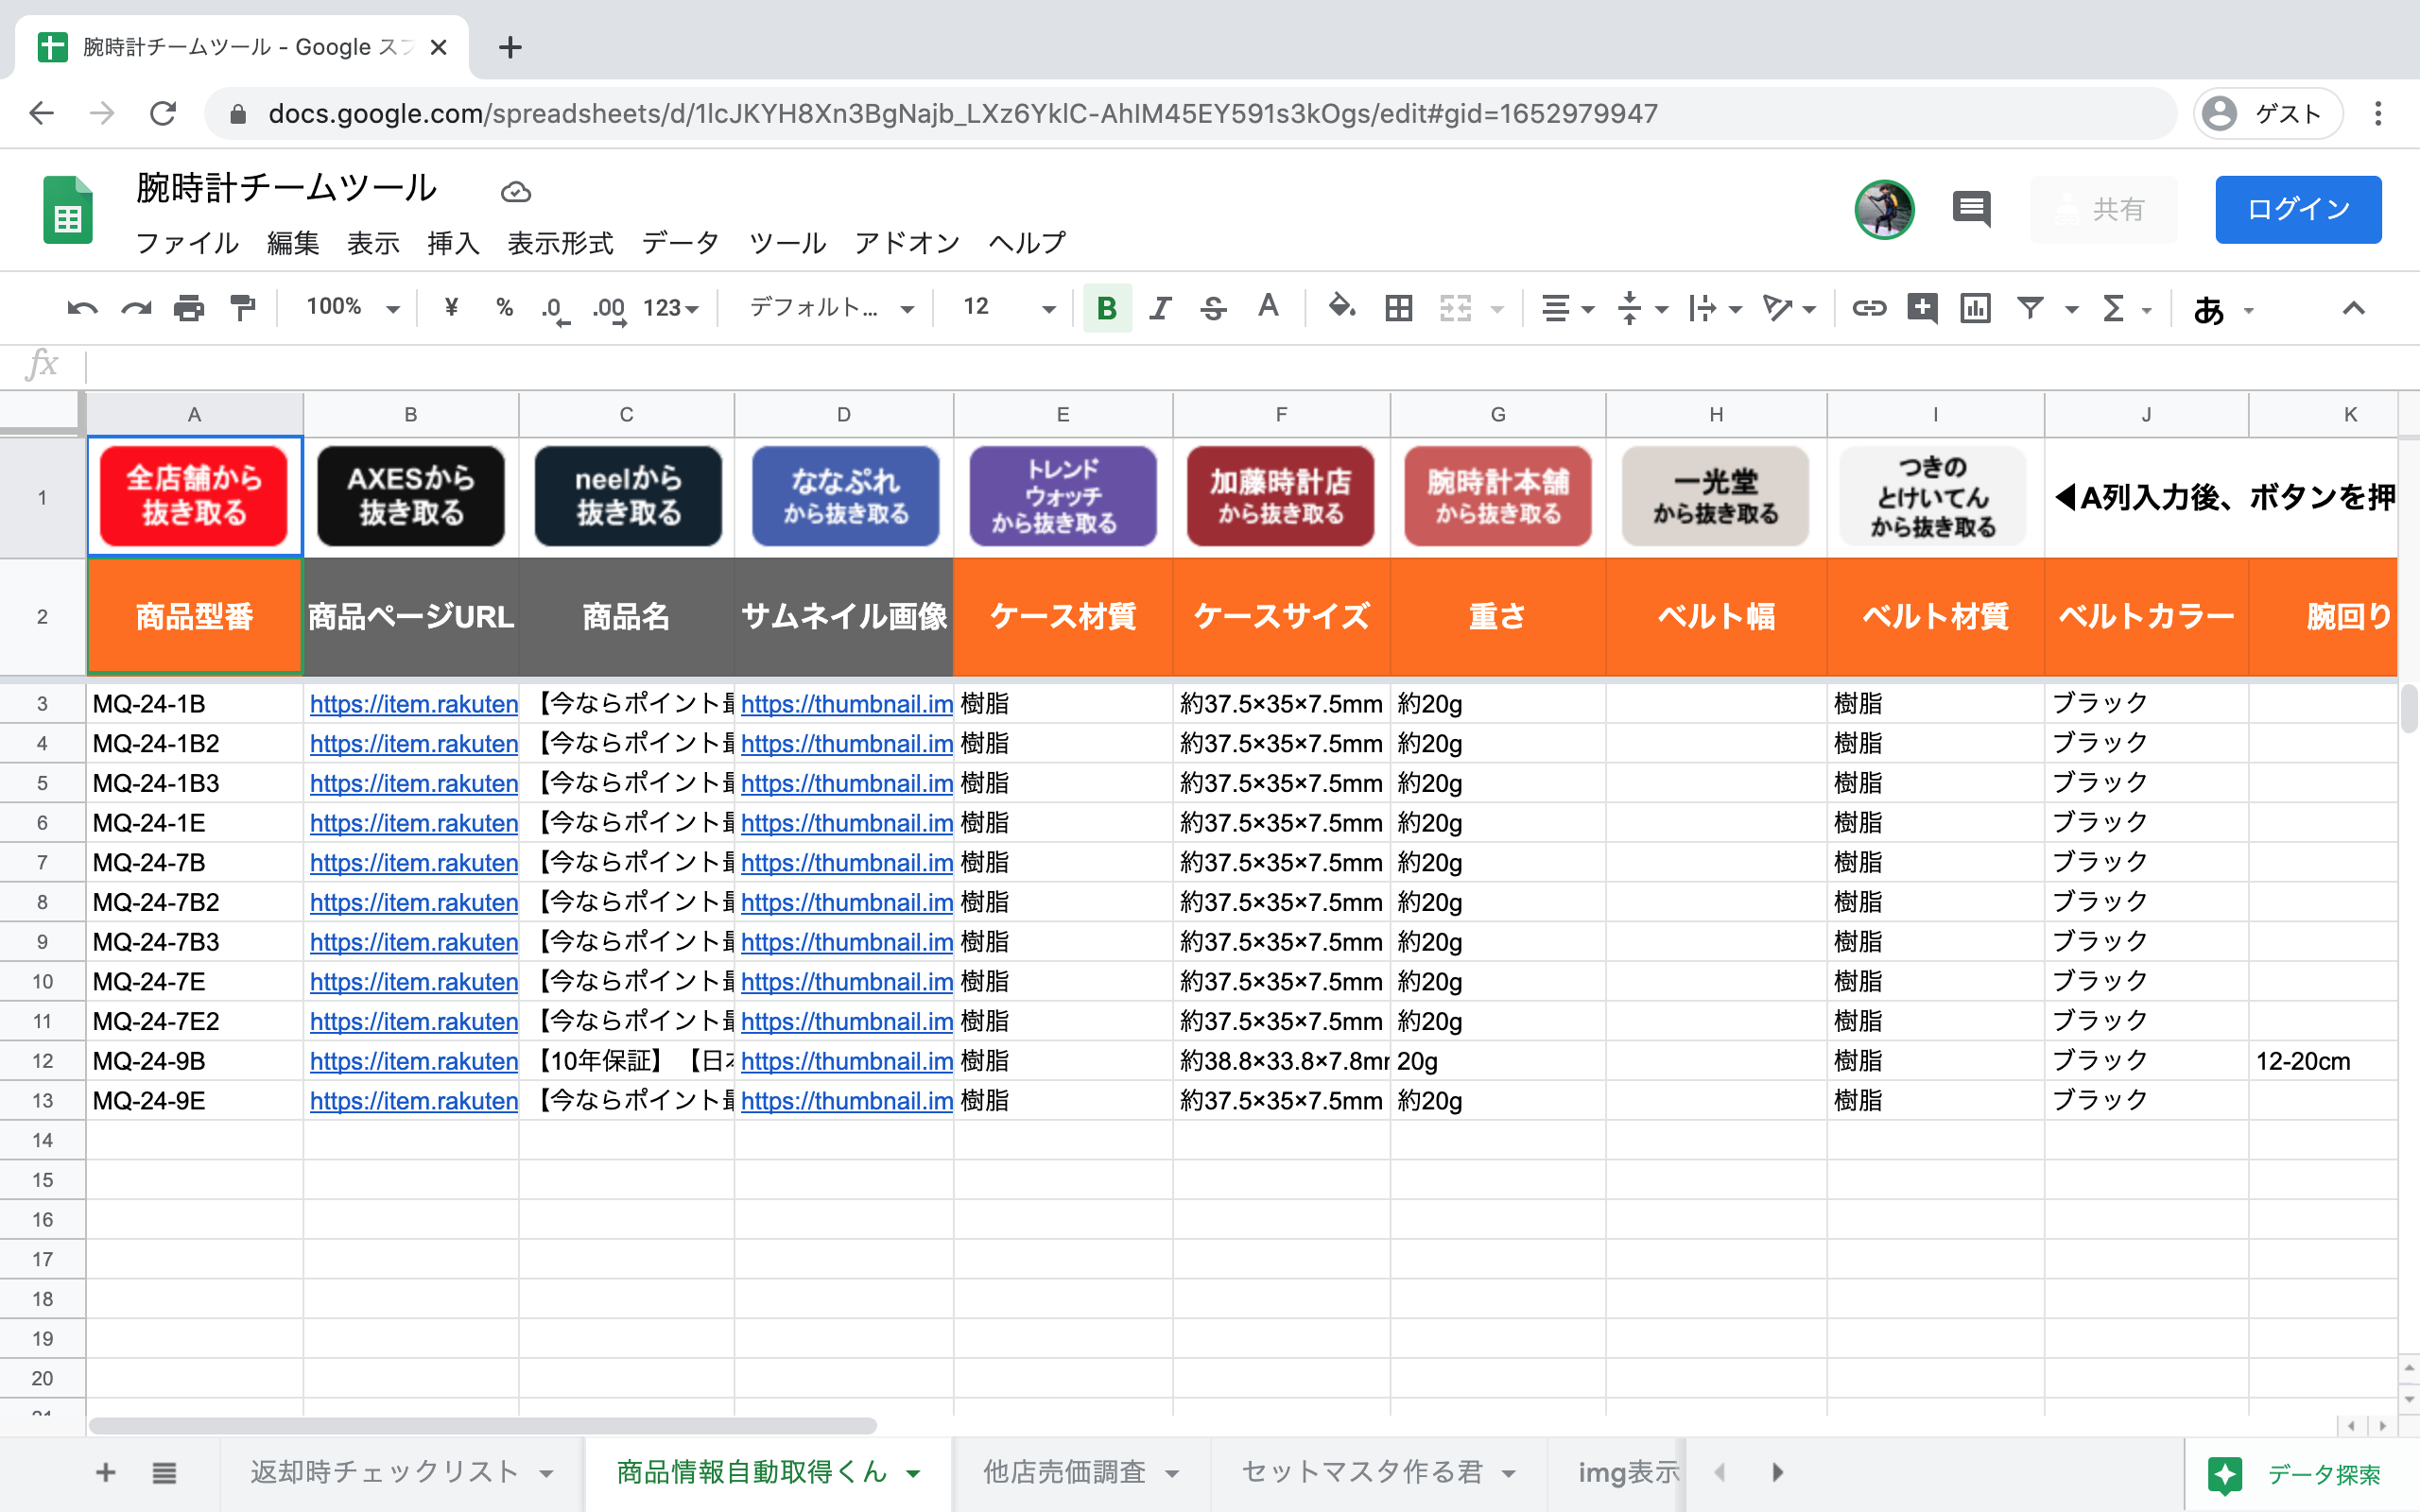 腕時計チームツール - Google ス
docs.google.com/spreadsheets/d/1lcJKYH8Xn3BgNajb_LXz6YklC-AhIM45EY591s3kOgs/edit#gid=1652979947
ゲスト
腕時計チームツール
ファイル 編集 表示 挿入 表示形式 データ ツール アドオン ヘルプ
共有
ログイン
100% ¥ % .0 .00 123 デフォルト... 12 B I S A Σ あ
fx
A B C D E F G H I J K
1
全店舗から
抜き取る
AXESから
抜き取る
neelから
抜き取る
ななぷれ
から抜き取る
トレンド
ウォッチ
から抜き取る
加藤時計店
から抜き取る
腕時計本舗
から抜き取る
一光堂
から抜き取る
つきの
とけいてん
から抜き取る
◀A列入力後、ボタンを押
2 商品型番 商品ページURL 商品名 サムネイル画像 ケース材質 ケースサイズ 重さ ベルト幅 ベルト材質 ベルトカラー 腕回り
3 MQ-24-1B https://item.rakuten 【今ならポイント最 https://thumbnail.im 樹脂 約37.5×35×7.5mm 約20g 樹脂 ブラック
4 MQ-24-1B2 https://item.rakuten 【今ならポイント最 https://thumbnail.im 樹脂 約37.5×35×7.5mm 約20g 樹脂 ブラック
5 MQ-24-1B3 https://item.rakuten 【今ならポイント最 https://thumbnail.im 樹脂 約37.5×35×7.5mm 約20g 樹脂 ブラック
6 MQ-24-1E https://item.rakuten 【今ならポイント最 https://thumbnail.im 樹脂 約37.5×35×7.5mm 約20g 樹脂 ブラック
7 MQ-24-7B https://item.rakuten 【今ならポイント最 https://thumbnail.im 樹脂 約37.5×35×7.5mm 約20g 樹脂 ブラック
8 MQ-24-7B2 https://item.rakuten 【今ならポイント最 https://thumbnail.im 樹脂 約37.5×35×7.5mm 約20g 樹脂 ブラック
9 MQ-24-7B3 https://item.rakuten 【今ならポイント最 https://thumbnail.im 樹脂 約37.5×35×7.5mm 約20g 樹脂 ブラック
10 MQ-24-7E https://item.rakuten 【今ならポイント最 https://thumbnail.im 樹脂 約37.5×35×7.5mm 約20g 樹脂 ブラック
11 MQ-24-7E2 https://item.rakuten 【今ならポイント最 https://thumbnail.im 樹脂 約37.5×35×7.5mm 約20g 樹脂 ブラック
12 MQ-24-9B https://item.rakuten 【10年保証】【日本 https://thumbnail.im 樹脂 約38.8×33.8×7.8mm 20g 樹脂 ブラック 12-20cm
13 MQ-24-9E https://item.rakuten 【今ならポイント最 https://thumbnail.im 樹脂 約37.5×35×7.5mm 約20g 樹脂 ブラック
14
15
16
17
18
19
20
21
返却時チェックリスト 商品情報自動取得くん 他店売価調査 セットマスタ作る君 img表示 データ探索